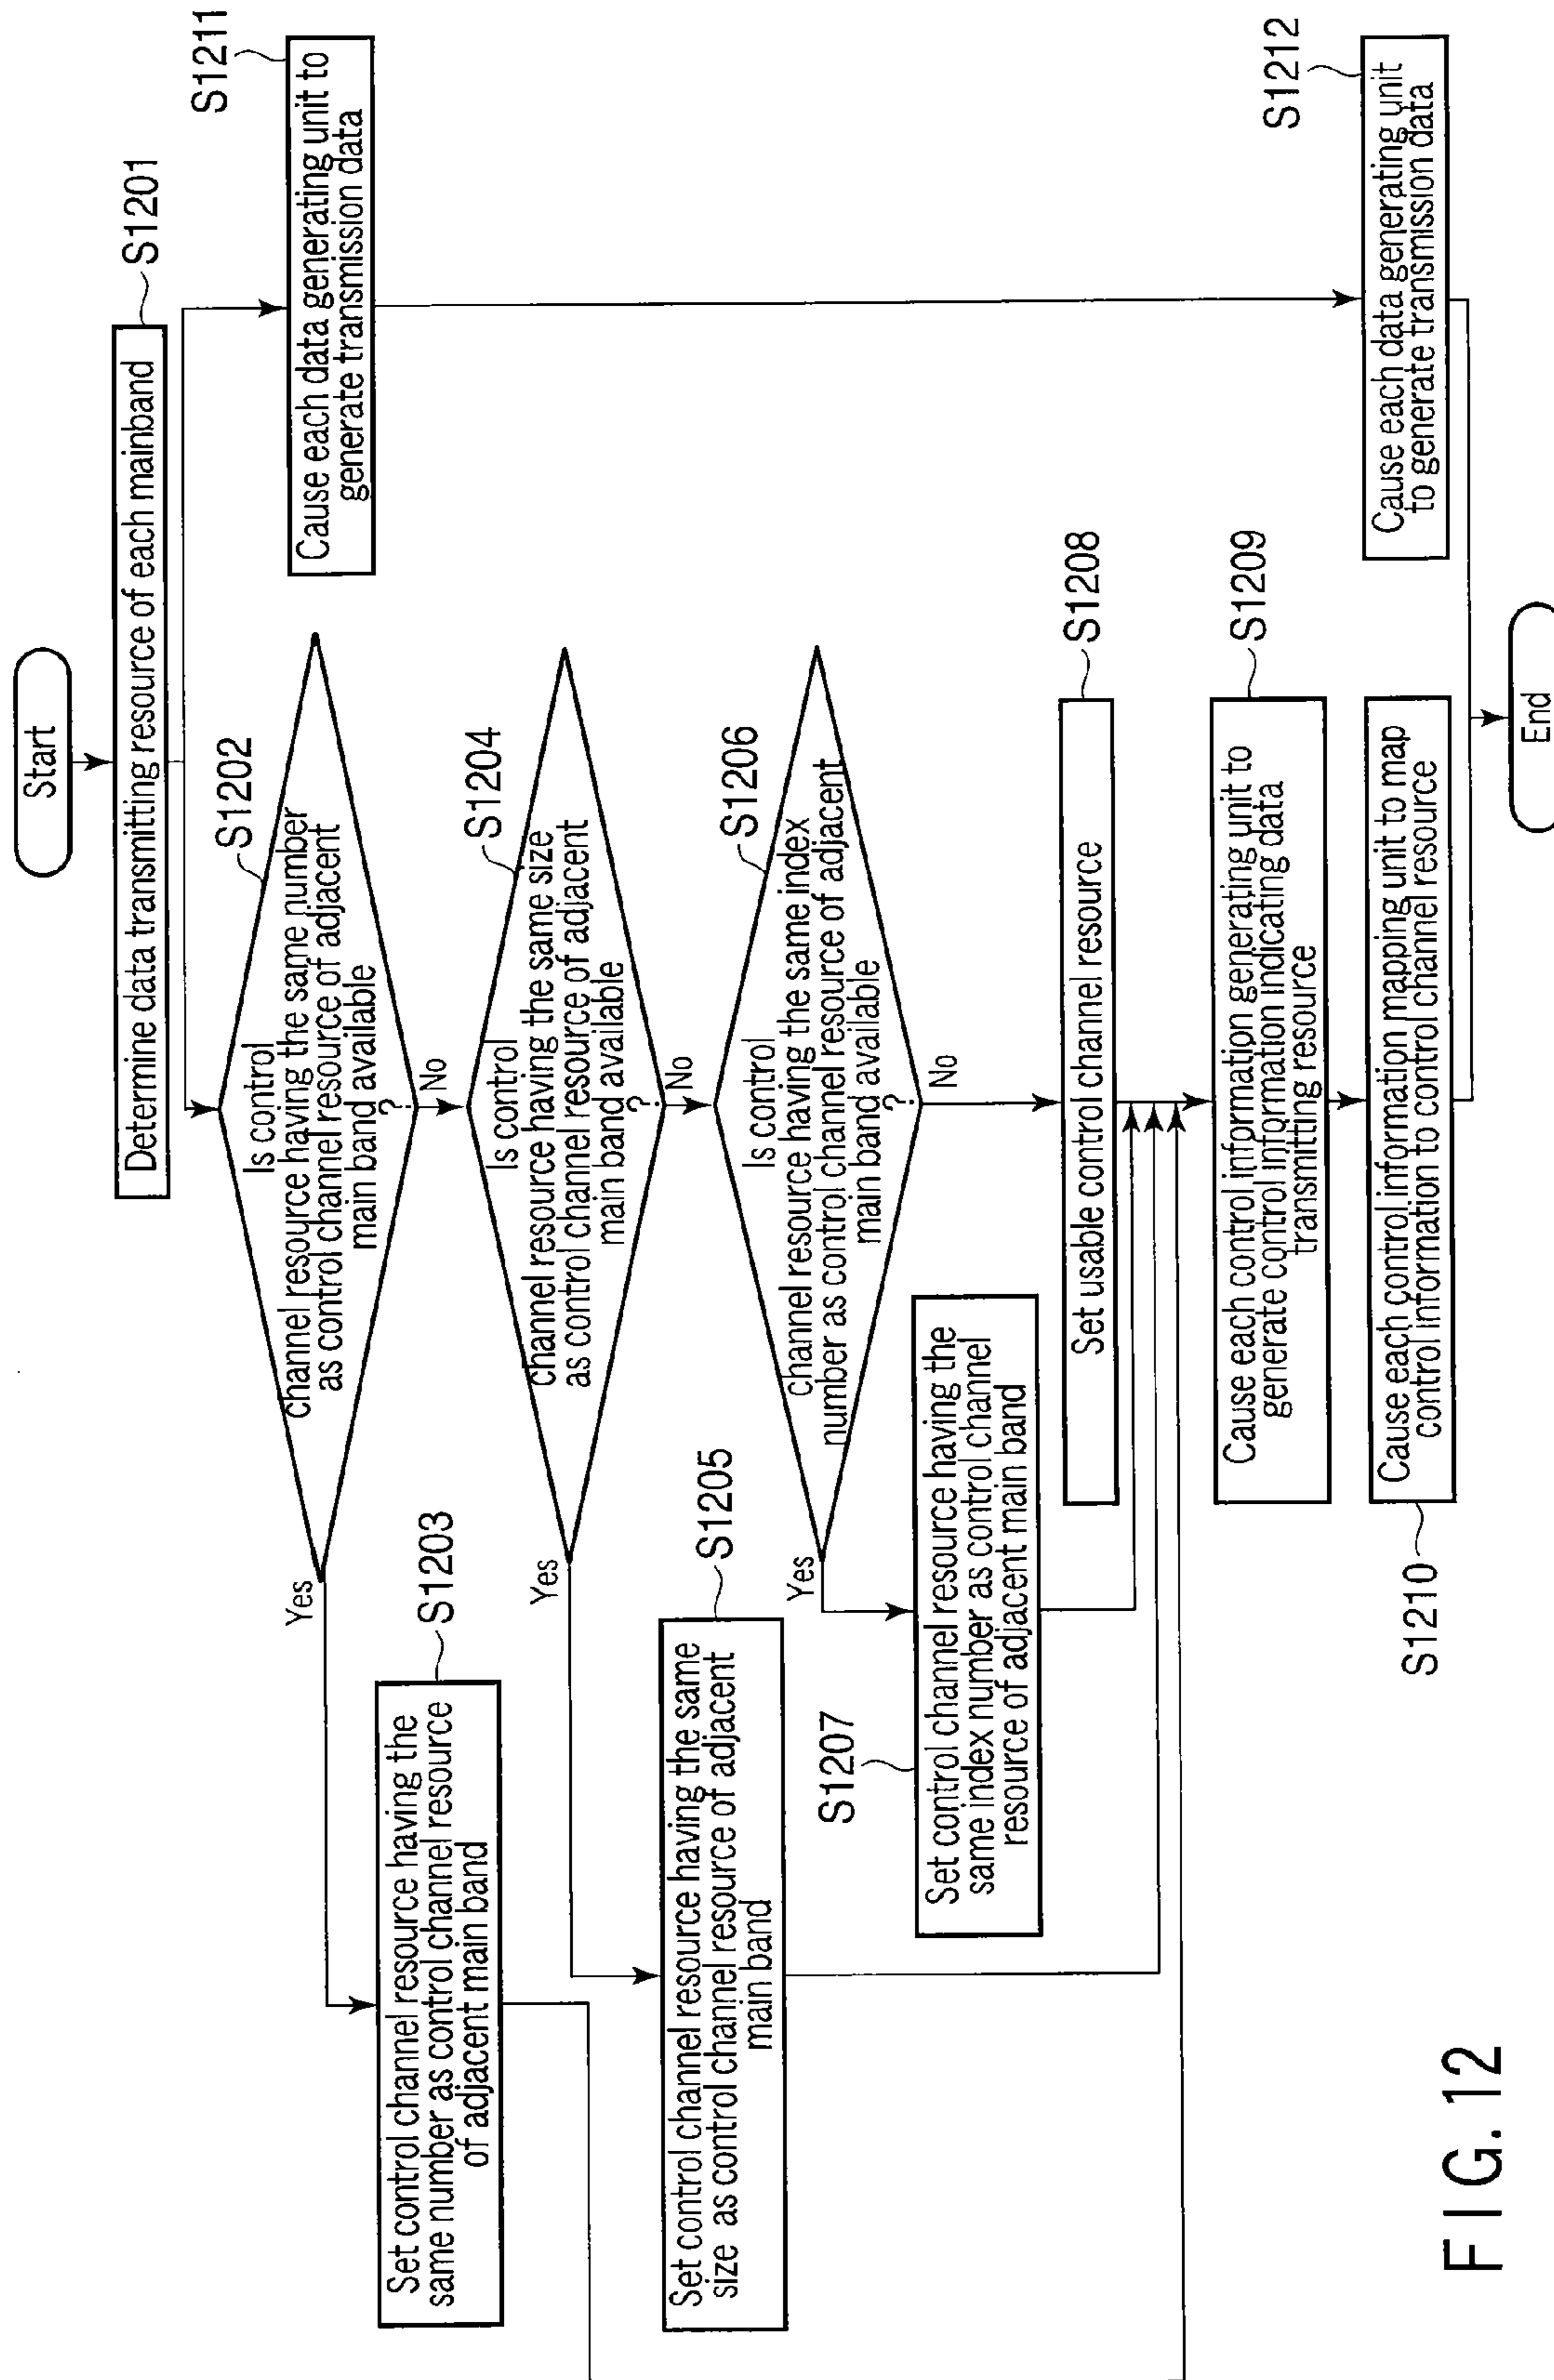 Start
Determine data transmitting resource of each mainband
S1201
Is control
channel resource having the same number
as control channel resource of adjacent
main band available
?
S1202
Yes
No
Set control channel resource having the
same number as control channel resource
of adjacent main band
S1203
Is control
channel resource having the same size
as control channel resource of adjacent
main band available
?
S1204
Yes
No
Set control channel resource having the same
size as control channel resource of adjacent
main band
S1205
Is control
channel resource having the same index
number as control channel resource of adjacent
main band available
?
S1206
Yes
No
S1207
Set control channel resource having the
same index number as control channel
resource of adjacent main band
Set usable control channel resource
S1208
Cause each control information generating unit to
generate control information indicating data
transmitting resource
S1209
S1210
Cause each control information mapping unit to map
control information to control channel resource
S1211
Cause each data generating unit to
generate transmission data
S1212
Cause each data generating unit
to generate transmission data
End
FIG. 12